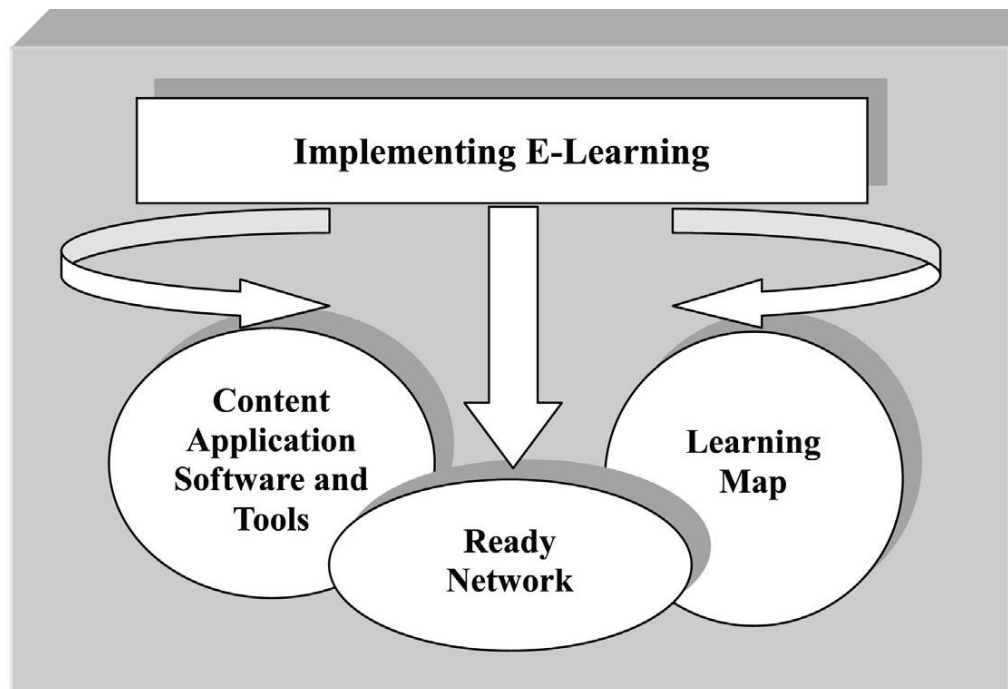 Implementing E-Learning
Content
Application
Software and
Tools
Learning
Map
Ready
Network